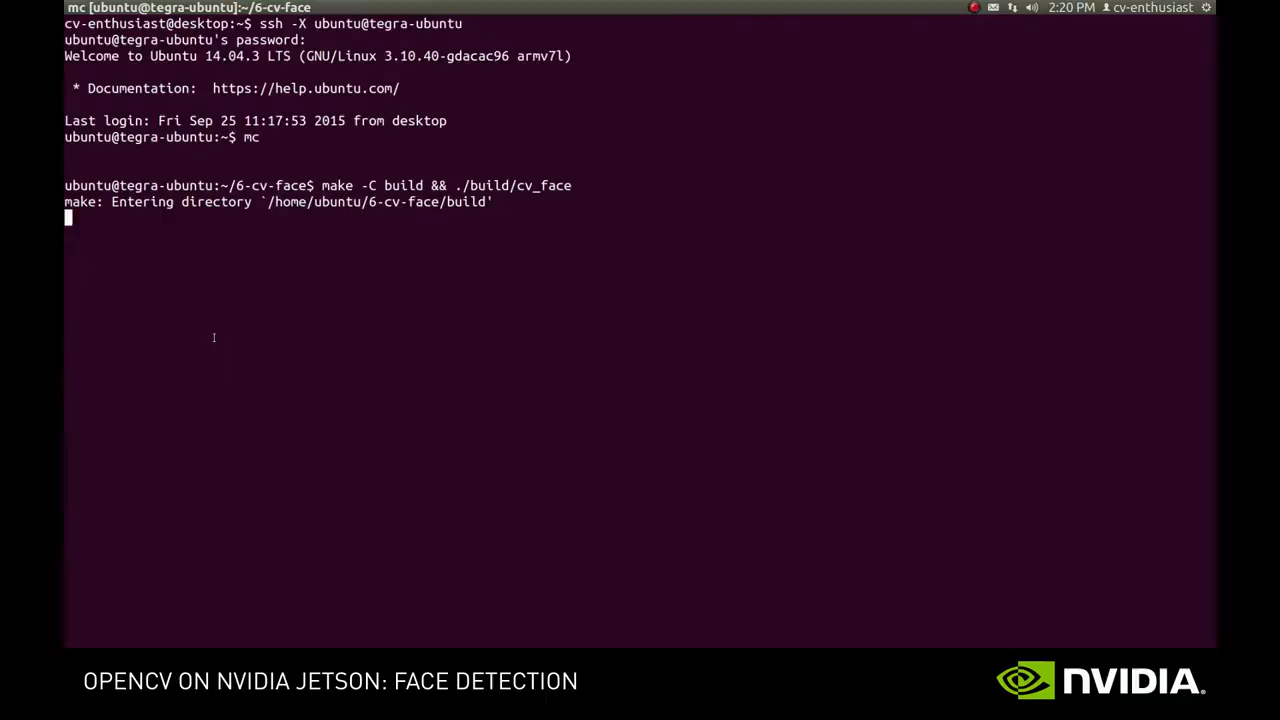 mc [ubuntu@tegra-ubuntu]:~/6-cv-face
2:20 PM cv-enthusiast
cv-enthusiast@desktop:~$ ssh -X ubuntu@tegra-ubuntu
ubuntu@tegra-ubuntu's password:
Welcome to Ubuntu 14.04.3 LTS (GNU/Linux 3.10.40-gdacac96 armv7l)
* Documentation:  https://help.ubuntu.com/
Last login: Fri Sep 25 11:17:53 2015 from desktop
ubuntu@tegra-ubuntu:~$ mc
ubuntu@tegra-ubuntu:~/6-cv-face$ make -C build && ./build/cv_face
make: Entering directory `/home/ubuntu/6-cv-face/build'
OPENCV ON NVIDIA JETSON: FACE DETECTION
NVIDIA.